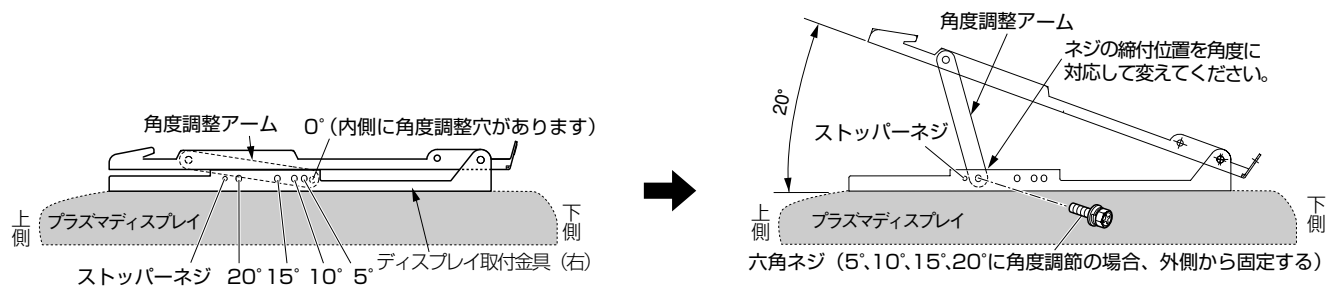 角度調整アーム
0°(内側に角度調整穴があります)
上側
プラズマディスプレイ
下側
ストッパーネジ 20° 15° 10° 5° ディスプレイ取付金具(右)
角度調整アーム
ネジの締付位置を角度に
対応して変えてください。
20°
ストッパーネジ
上側
プラズマディスプレイ
下側
六角ネジ(5°、10°、15°、20°に角度調節の場合、外側から固定する)